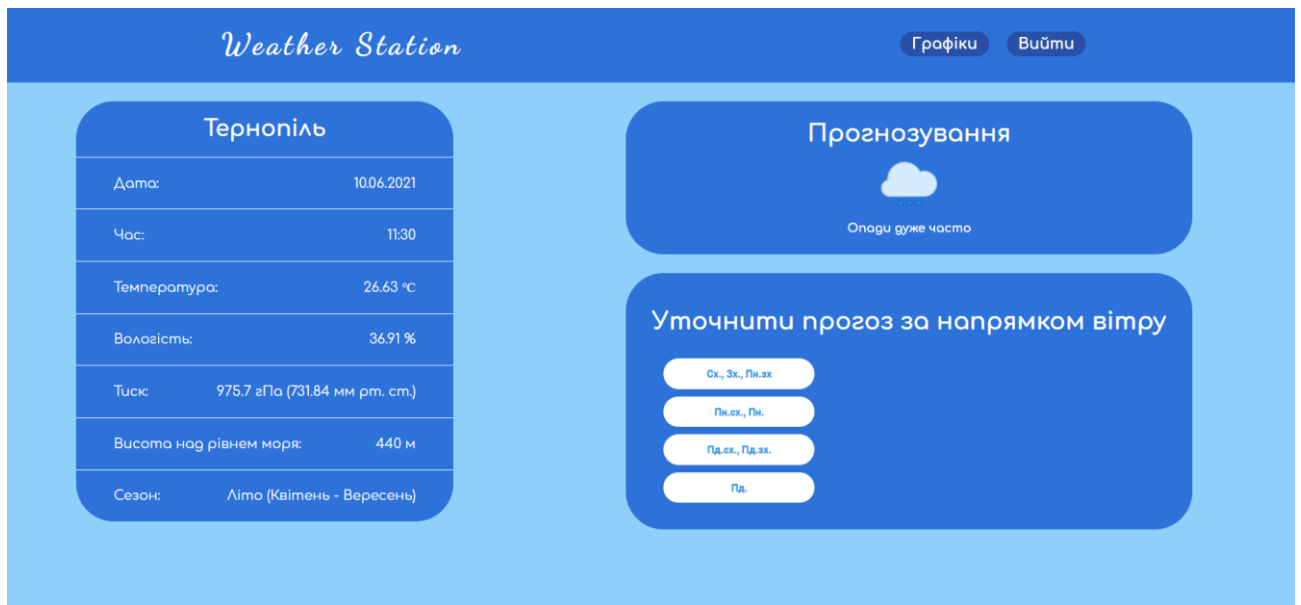 Weather Station
Графіки
Вийти
Тернопіль
Дата: 10.06.2021
Час: 11:30
Температура: 26.63 °C
Вологість: 36.91 %
Тиск: 975.7 гПа (731.84 мм рт. ст.)
Висота над рівнем моря: 440 м
Сезон: Літо (Квітень - Вересень)
Прогнозування
Опади дуже часто
Уточнити прогоз за напрямком вітру
Сх., Зх., Пн.зх
Пн.сх., Пн.
Пд.сх., Пд.зх.
Пд.